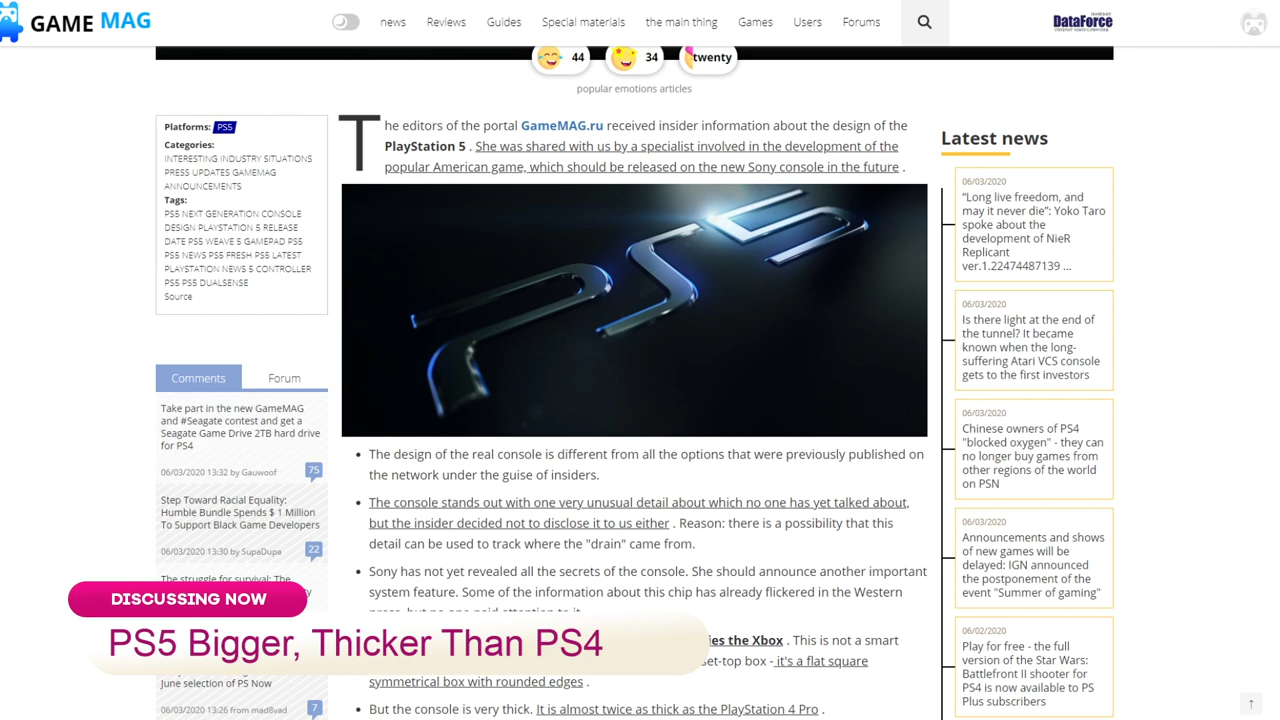 GAME MAG
news Reviews Guides Special materials the main thing Games Users Forums
DataForce
44 34 twenty
popular emotions articles
Platforms: PS5
Categories:
INTERESTING INDUSTRY SITUATIONS
PRESS UPDATES GAMEMAG
ANNOUNCEMENTS
Tags:
PS5 NEXT GENERATION CONSOLE
DESIGN PLAYSTATION 5 RELEASE
DATE PS5 WEAVE 5 GAMEPAD PS5
PS5 NEWS PS5 FRESH PS5 LATEST
PLAYSTATION NEWS 5 CONTROLLER
PS5 PS5 DUALSENSE
Source
Comments Forum
Take part in the new GameMAG
and #Seagate contest and get a
Seagate Game Drive 2TB hard drive
for PS4
06/03/2020 13:32 by Gauwoof 75
Step Toward Racial Equality:
Humble Bundle Spends $ 1 Million
To Support Black Game Developers
06/03/2020 13:30 by SupaDupa 22
The struggle for survival: The
June selection of PS Now
06/03/2020 13:26 from mad8vad 7
The editors of the portal GameMAG.ru received insider information about the design of the
PlayStation 5 . She was shared with us by a specialist involved in the development of the
popular American game, which should be released on the new Sony console in the future .
PS5
The design of the real console is different from all the options that were previously published on
the network under the guise of insiders.
The console stands out with one very unusual detail about which no one has yet talked about,
but the insider decided not to disclose it to us either . Reason: there is a possibility that this
detail can be used to track where the "drain" came from.
Sony has not yet revealed all the secrets of the console. She should announce another important
system feature. Some of the information about this chip has already flickered in the Western
press, but no one paid attention to it.
ies the Xbox . This is not a smart
set-top box - it's a flat square
symmetrical box with rounded edges .
But the console is very thick. It is almost twice as thick as the PlayStation 4 Pro .
Latest news
06/03/2020
“Long live freedom, and
may it never die”: Yoko Taro
spoke about the
development of NieR
Replicant
ver.1.22474487139 ...
06/03/2020
Is there light at the end of
the tunnel? It became
known when the long-
suffering Atari VCS console
gets to the first investors
06/03/2020
Chinese owners of PS4
"blocked oxygen" - they can
no longer buy games from
other regions of the world
on PSN
06/03/2020
Announcements and shows
of new games will be
delayed: IGN announced
the postponement of the
event "Summer of gaming"
06/02/2020
Play for free - the full
version of the Star Wars:
Battlefront II shooter for
PS4 is now available to PS
Plus subscribers
DISCUSSING NOW
PS5 Bigger, Thicker Than PS4